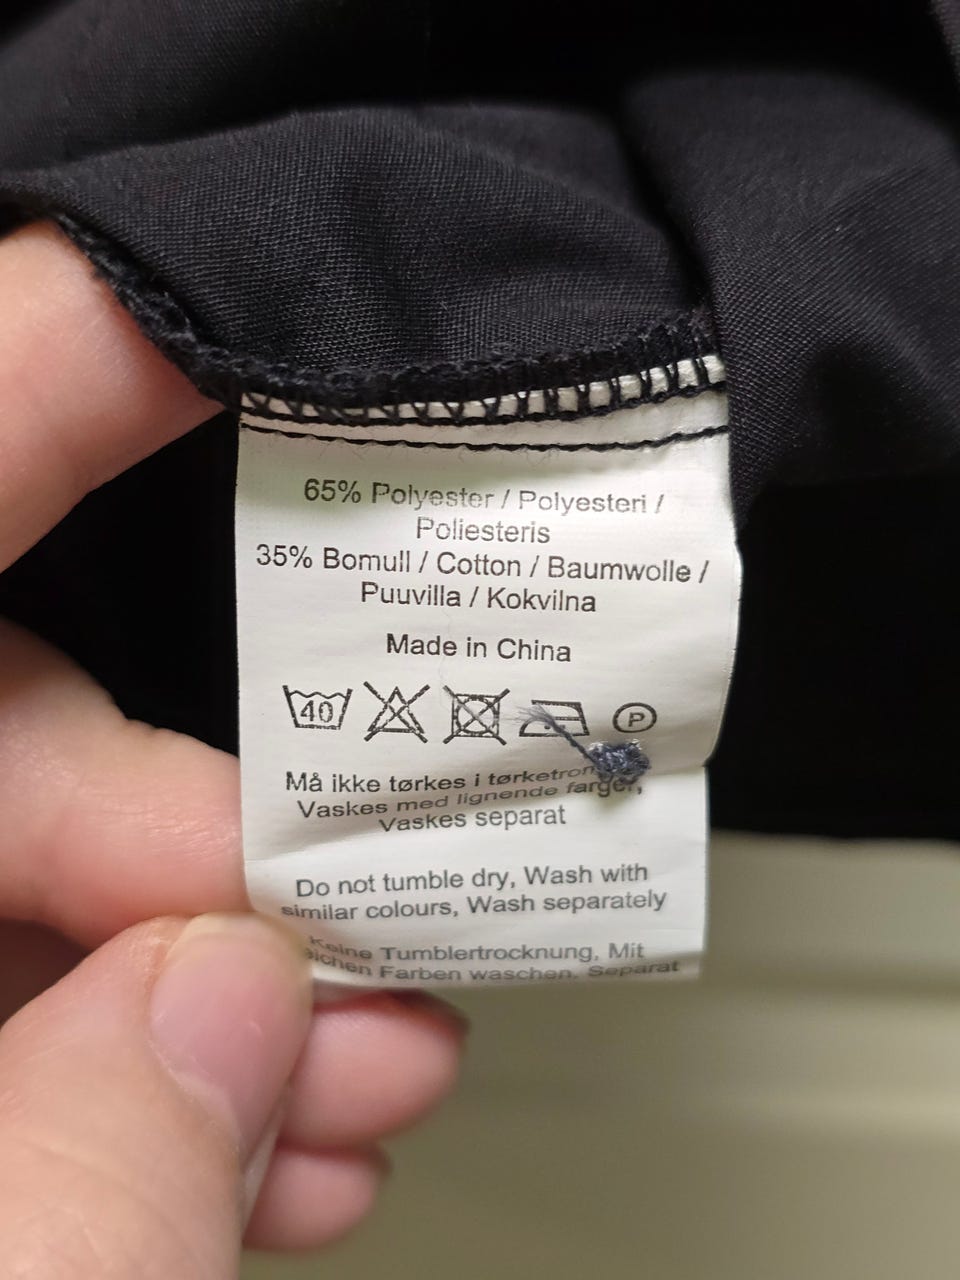 65% Polyester / Polyesteri /
Poliesteris
35% Bomull / Cotton / Baumwolle /
Puuvilla / Kokvilna
Made in China
40
P
Må ikke tørkes i
Vaskes med lignende farger,
Vaskes separat
Do not tumble dry, Wash with
similar colours, Wash separately
Keine Tumblertrocknung, Mit
Farben waschen. Separat